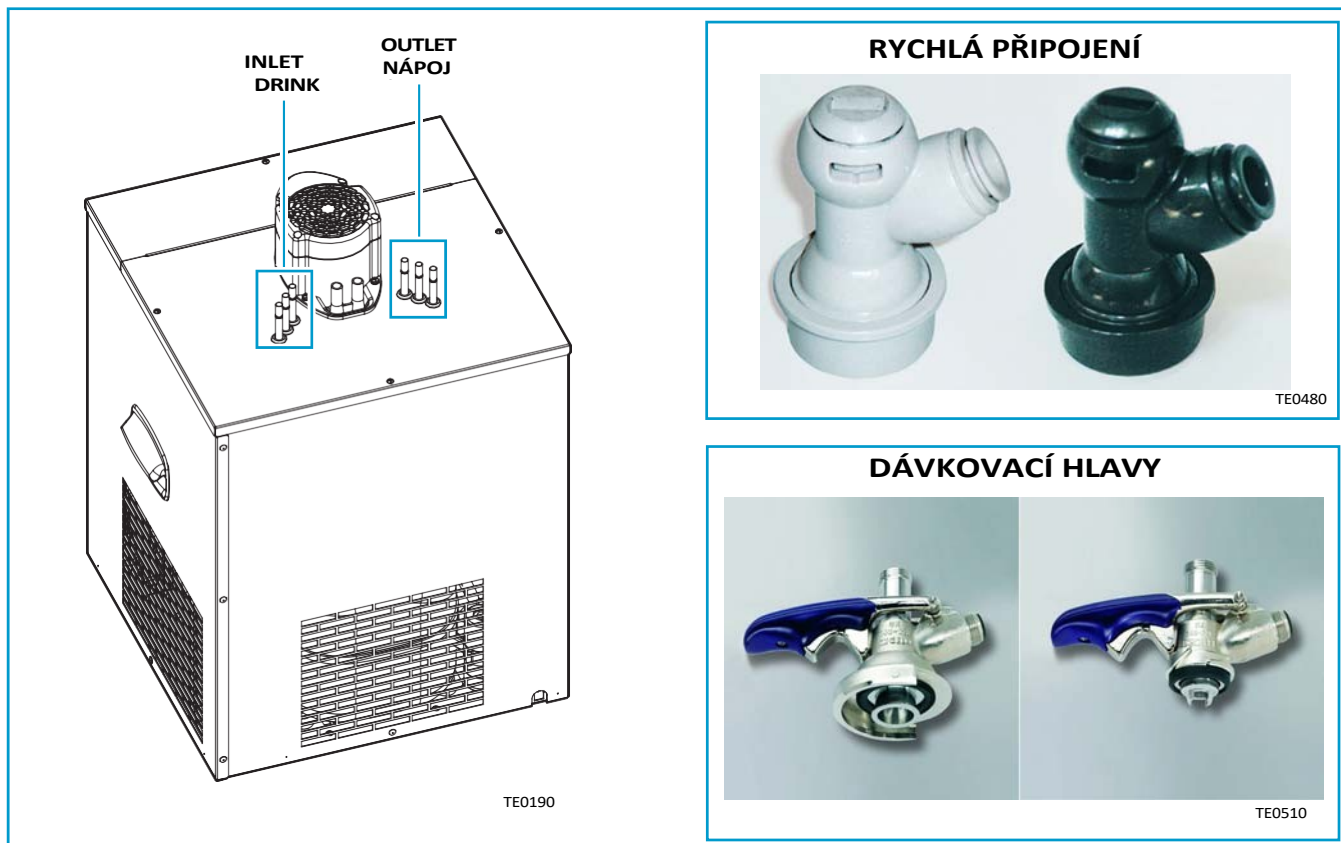 INLET
DRINK
OUTLET
NÁPOJ
TE0190
RYCHLÁ PŘIPOJENÍ
TE0480
DÁVKOVACÍ HLAVY
TE0510